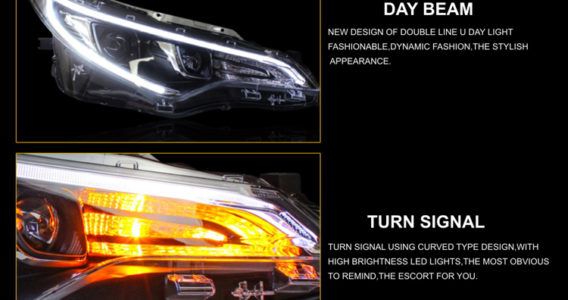 DAY BEAM
NEW DESIGN OF DOUBLE LINE U DAY LIGHT
FASHIONABLE,DYNAMIC FASHION,THE STYLISH
APPEARANCE.
TURN SIGNAL
TURN SIGNAL USING CURVED TYPE DESIGN,WITH
HIGH BRIGHTNESS LED LIGHTS,THE MOST OBVIOUS
TO REMIND,THE ESCORT FOR YOU.